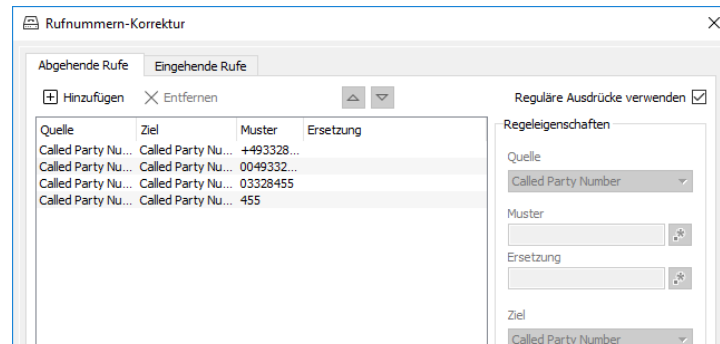 Rufnummern-Korrektur
Abgehende Rufe Eingehende Rufe
Hinzufügen Entfernen Reguläre Ausdrücke verwenden
Quelle Ziel Muster Ersetzung
Called Party Nu... Called Party Nu... +493328...
Called Party Nu... Called Party Nu... 0049332...
Called Party Nu... Called Party Nu... 03328455
Called Party Nu... Called Party Nu... 455
Regeleigenschaften
Quelle
Called Party Number
Muster
.*
Ersetzung
.*
Ziel
Called Party Number